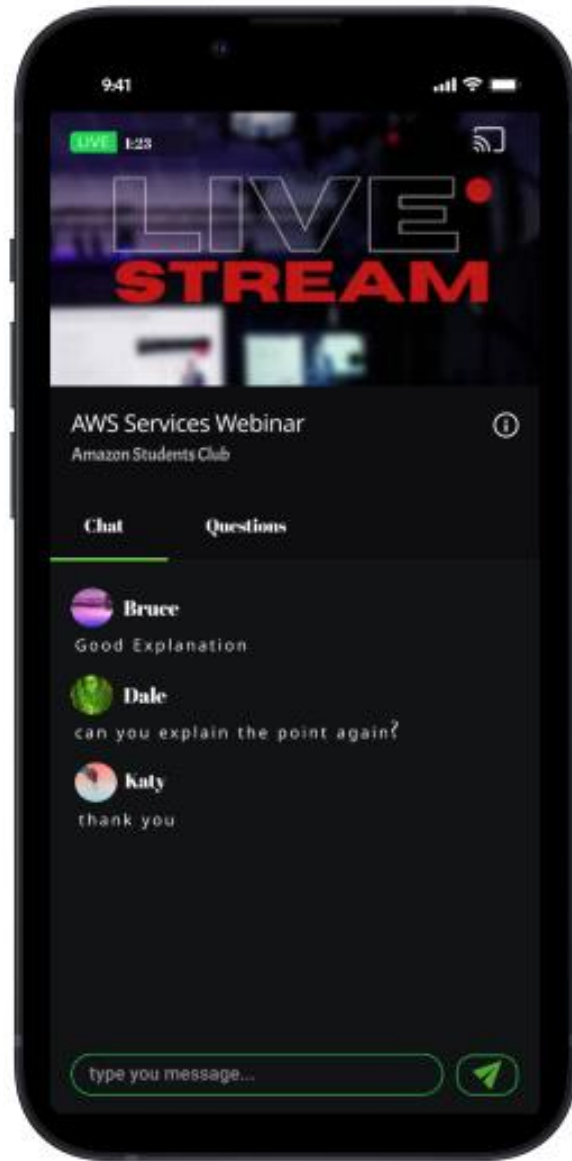 9:41
LIVE 1:23
LIVE
STREAM
AWS Services Webinar
Amazon Students Club
Chat Questions
Bruce
Good Explanation
Dale
can you explain the point again?
Katy
thank you
type you message...